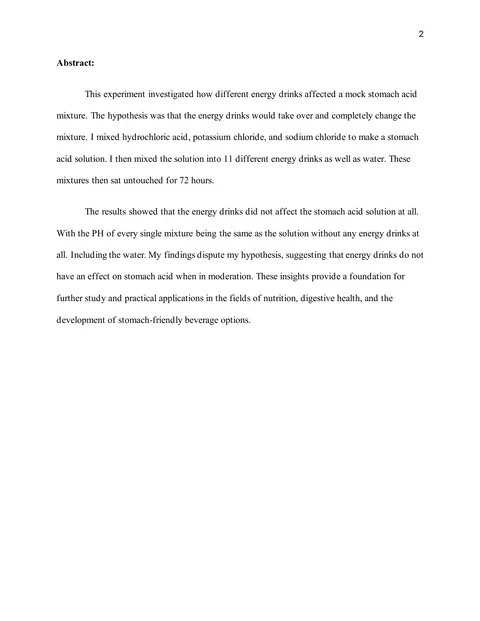 2
Abstract:
This experiment investigated how different energy drinks affected a mock stomach acid
mixture. The hypothesis was that the energy drinks would take over and completely change the
mixture. I mixed hydrochloric acid, potassium chloride, and sodium chloride to make a stomach
acid solution. I then mixed the solution into 11 different energy drinks as well as water. These
mixtures then sat untouched for 72 hours.
The results showed that the energy drinks did not affect the stomach acid solution at all.
With the PH of every single mixture being the same as the solution without any energy drinks at
all. Including the water. My findings dispute my hypothesis, suggesting that energy drinks do not
have an effect on stomach acid when in moderation. These insights provide a foundation for
further study and practical applications in the fields of nutrition, digestive health, and the
development of stomach-friendly beverage options.